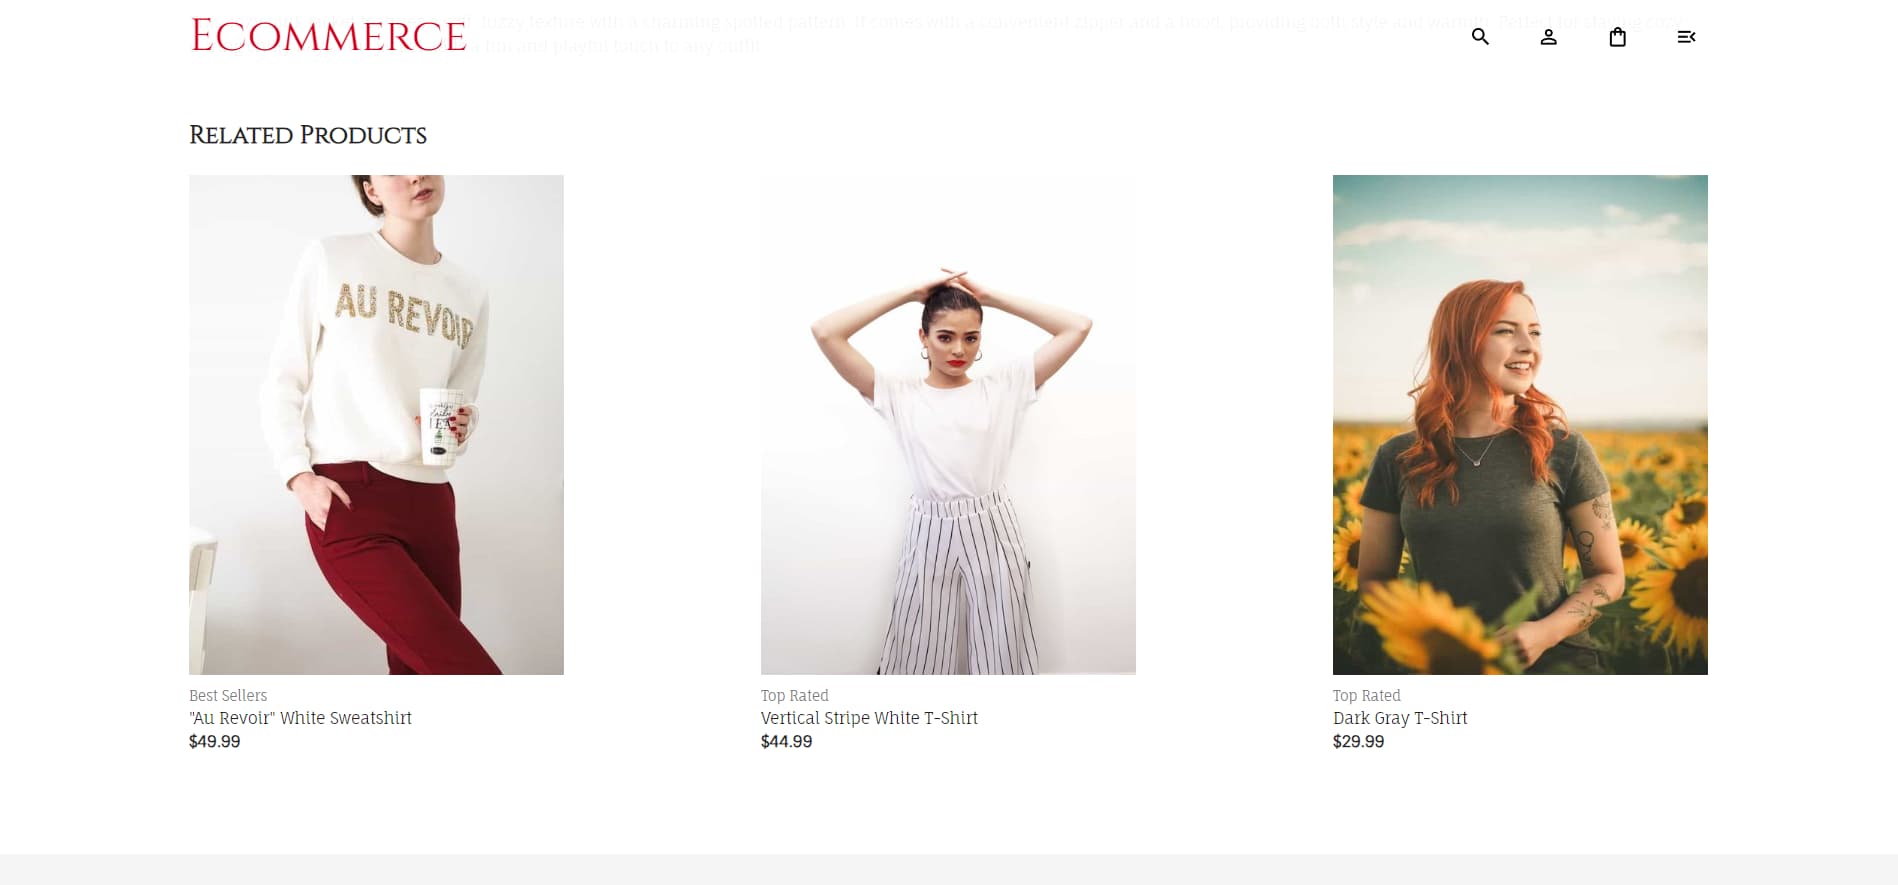 fuzzy texture with a charming spotted pattern. It comes with a convenient zipper and a hood, providing both style and warmth. Perfect for staying cozy
fun and playful touch to any outfit.
Ecommerce
Related Products
AU REVOIR
TEA
Best Sellers
"Au Revoir" White Sweatshirt
$49.99
Top Rated
Vertical Stripe White T-Shirt
$44.99
Top Rated
Dark Gray T-Shirt
$29.99